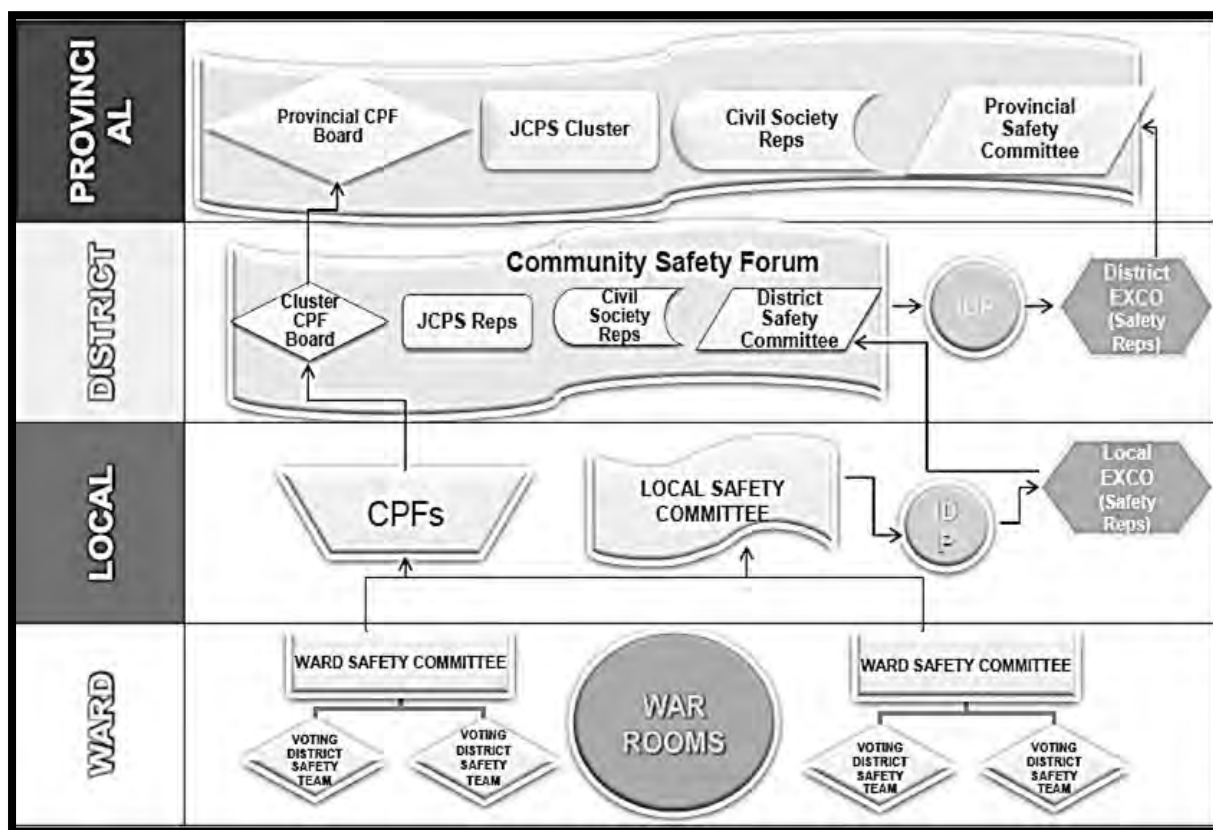 PROVINCI
AL
Provincial CPF
Board
JCPS Cluster
Civil Society
Reps
Provincial
Safety
Committee
DISTRICT
Community Safety Forum
Cluster
CPF
Board
JCPS Reps
Civil
Society
Reps
District
Safety
Committee
IDP
District
EXCO
(Safety
Reps)
LOCAL
CPFs
LOCAL SAFETY
COMMITTEE
ID
P
Local
EXCO
(Safety
Reps)
WARD
WARD SAFETY COMMITTEE
VOTING
DISTRICT
SAFETY
TEAM
VOTING
DISTRICT
SAFETY
TEAM
WAR
ROOMS
WARD SAFETY COMMITTEE
VOTING
DISTRICT
SAFETY
TEAM
VOTING
DISTRICT
SAFETY
TEAM